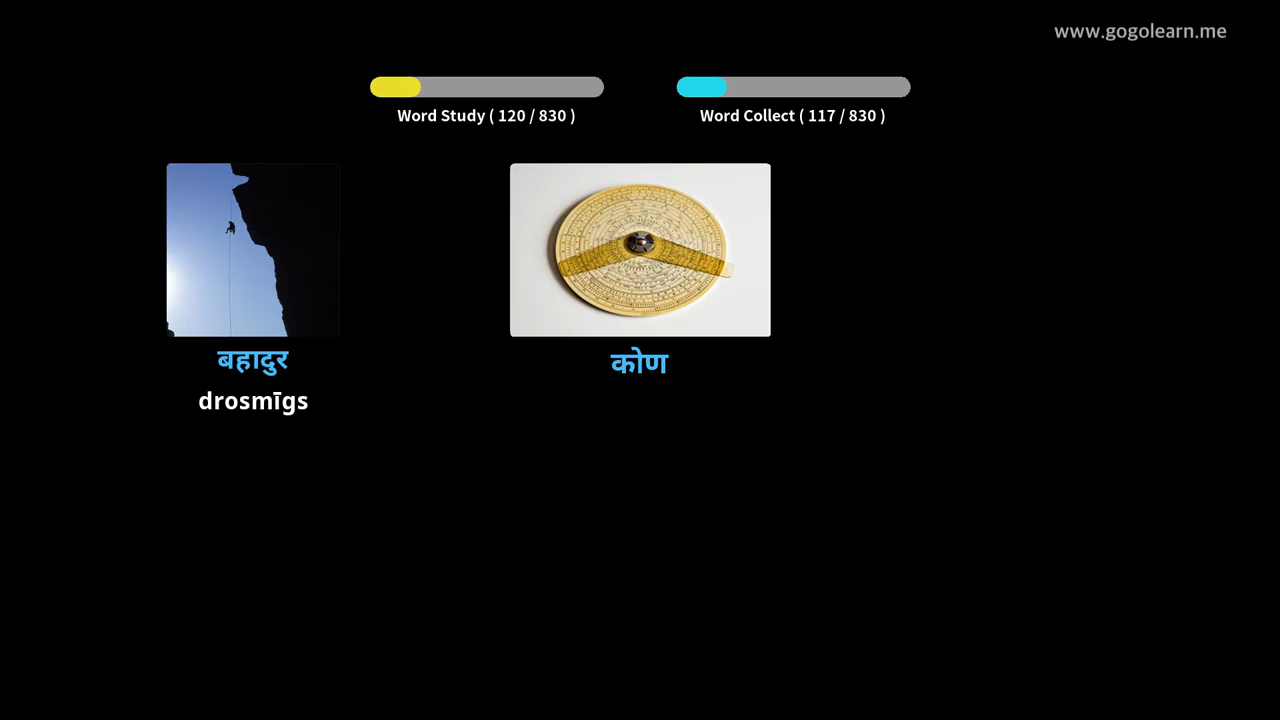 www.gogolearn.me
Word Study ( 120 / 830 )
Word Collect ( 117 / 830 )
बहादुर
drosmīgs
कोण